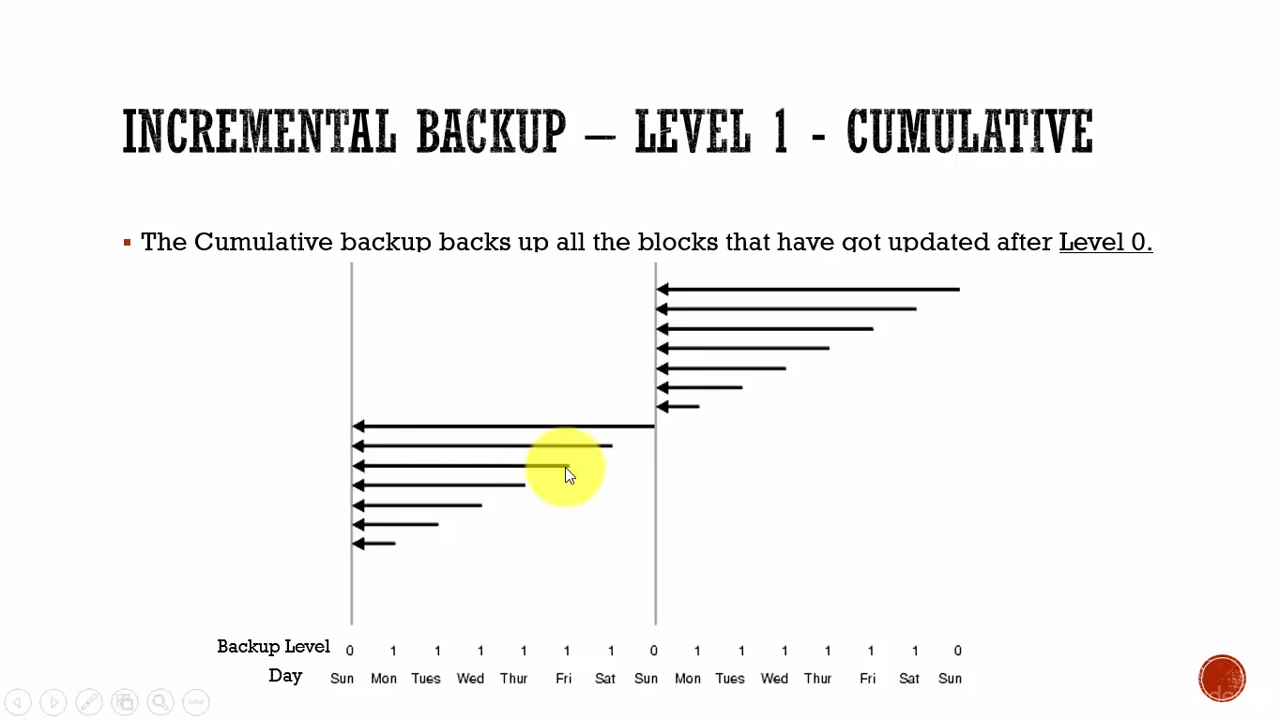 INCREMENTAL BACKUP – LEVEL 1 - CUMULATIVE
▪ The Cumulative backup backs up all the blocks that have got updated after Level 0.
Backup Level 0 1 1 1 1 1 1 0 1 1 1 1 1 1 0
Day Sun Mon Tues Wed Thur Fri Sat Sun Mon Tues Wed Thur Fri Sat Sun